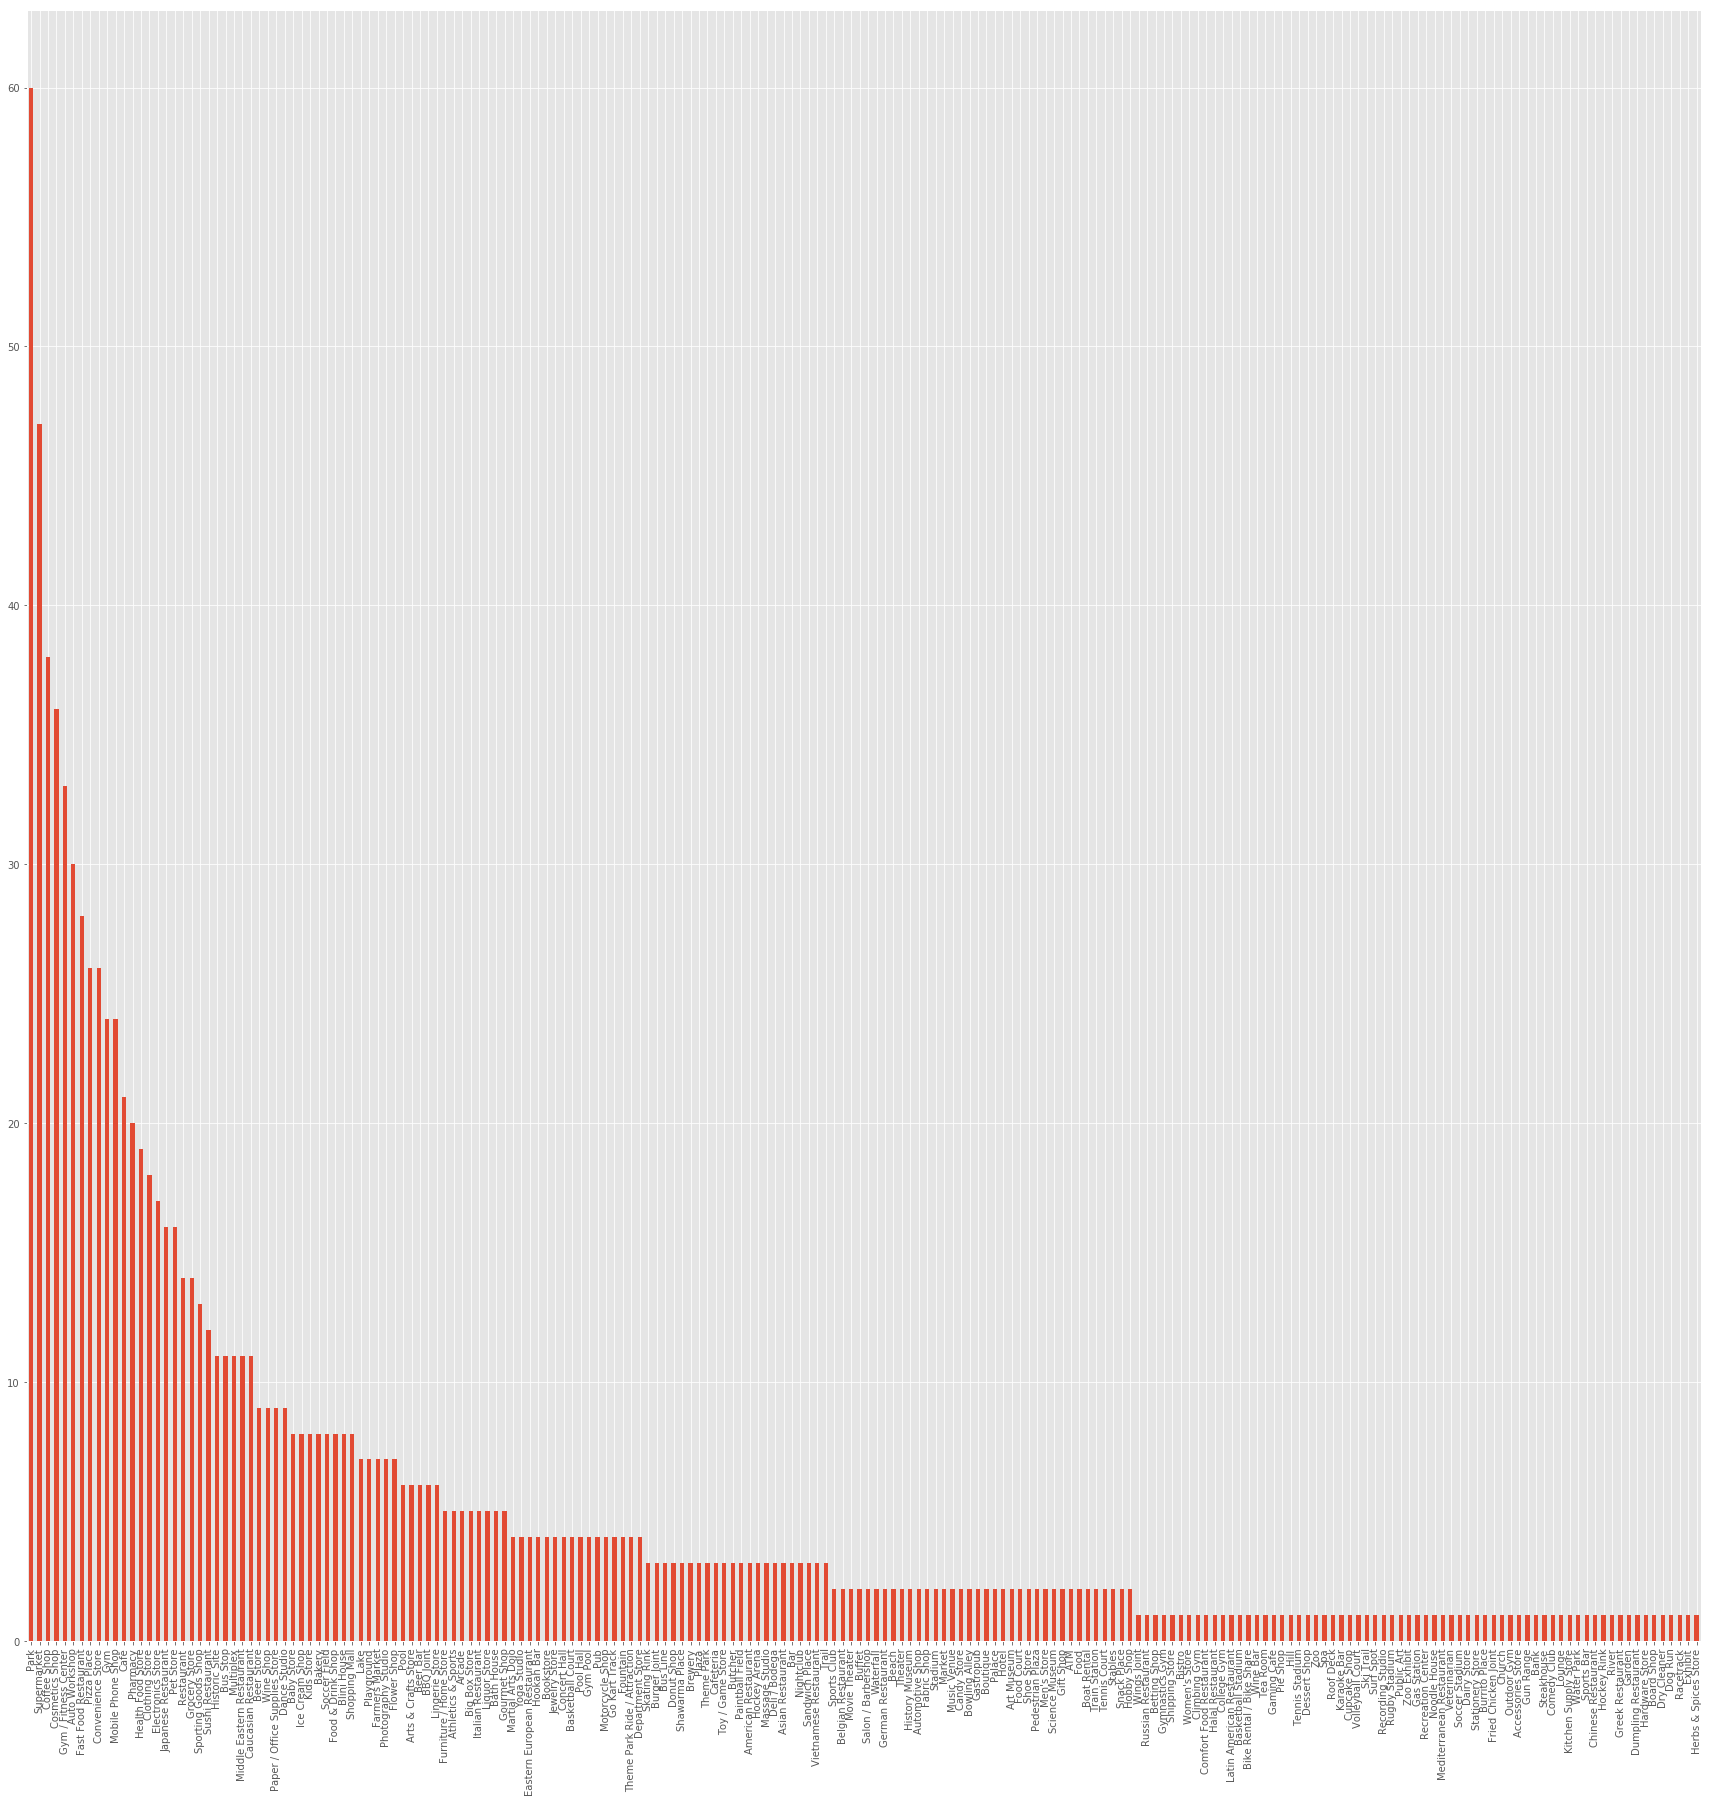 60
50
40
30
20
10
0
Park
Supermarket
Coffee Shop
Cosmetics Shop
Gym / Fitness Center
Auto Workshop
Fast Food Restaurant
Pizza Place
Convenience Store
Gym
Mobile Phone Shop
Café
Pharmacy
Health Food Store
Clothing Store
Electronics Store
Japanese Restaurant
Pet Store
Restaurant
Grocery Store
Sporting Goods Shop
Sushi Restaurant
Historic Site
Bus Stop
Multiplex
Middle Eastern Restaurant
Caucasian Restaurant
Beer Store
Wine Shop
Paper / Office Supplies Store
Dance Studio
Baby Store
Ice Cream Shop
Kids Store
Bakery
Soccer Field
Food & Drink Shop
Blini House
Shopping Mall
Lake
Playground
Farmers Market
Photography Studio
Flower Shop
Pool
Arts & Crafts Store
Beer Bar
BBQ Joint
Lingerie Store
Furniture / Home Store
Athletics & Sports
Arcade
Big Box Store
Italian Restaurant
Liquor Store
Bath House
Gourmet Shop
Martial Arts Dojo
Yoga Studio
Eastern European Restaurant
Hookah Bar
Bookstore
Jewelry Store
Concert Hall
Basketball Court
Pool Hall
Gym Pool
Pub
Motorcycle Shop
Go Kart Track
Fountain
Theme Park Ride / Attraction
Department Store
Skating Rink
Burger Joint
Bus Line
Donut Shop
Shawarma Place
Brewery
Plaza
Theme Park
Cafeteria
Toy / Game Store
Butcher
Paintball Field
American Restaurant
Hockey Arena
Massage Studio
Deli / Bodega
Asian Restaurant
Bar
Nightclub
Sandwich Place
Vietnamese Restaurant
Trail
Sports Club
Belgian Restaurant
Movie Theater
Buffet
Salon / Barbershop
Waterfall
German Restaurant
Beach
Theater
History Museum
Automotive Shop
Fabric Shop
Stadium
Market
Music Venue
Candy Store
Bowling Alley
Gastropub
Boutique
Palace
Hotel
Art Museum
Food Court
Shoe Store
Pedestrian Plaza
Men's Store
Science Museum
Gift Shop
ATM
Food
Boat Rental
Train Station
Tennis Court
Stables
Snack Place
Hobby Shop
Wings Joint
Russian Restaurant
Betting Shop
Gymnastics Gym
Shipping Store
Bistro
Women's Store
Climbing Gym
Comfort Food Restaurant
Halal Restaurant
College Gym
Latin American Restaurant
Basketball Stadium
Bike Rental / Bike Share
Wine Bar
Tea Room
Gaming Cafe
Pie Shop
Museum
Tennis Stadium
Dessert Shop
Zoo
Spa
Roof Deck
Karaoke Bar
Cupcake Shop
Volleyball Court
Ski Trail
Surf Spot
Recording Studio
Rugby Stadium
Public Art
Zoo Exhibit
Gas Station
Recreation Center
Noodle House
Mediterranean Restaurant
Veterinarian
Soccer Stadium
Dairy Store
Stationery Store
Burrito Place
Fried Chicken Joint
Church
Outdoor Gym
Accessories Store
Gun Range
Bank
Steakhouse
Comedy Club
Lounge
Kitchen Supply Store
Water Park
Sports Bar
Chinese Restaurant
Hockey Rink
River
Greek Restaurant
Garden
Dumpling Restaurant
Hardware Store
Board Shop
Dry Cleaner
Dog Run
Racetrack
Exhibit
Herbs & Spices Store